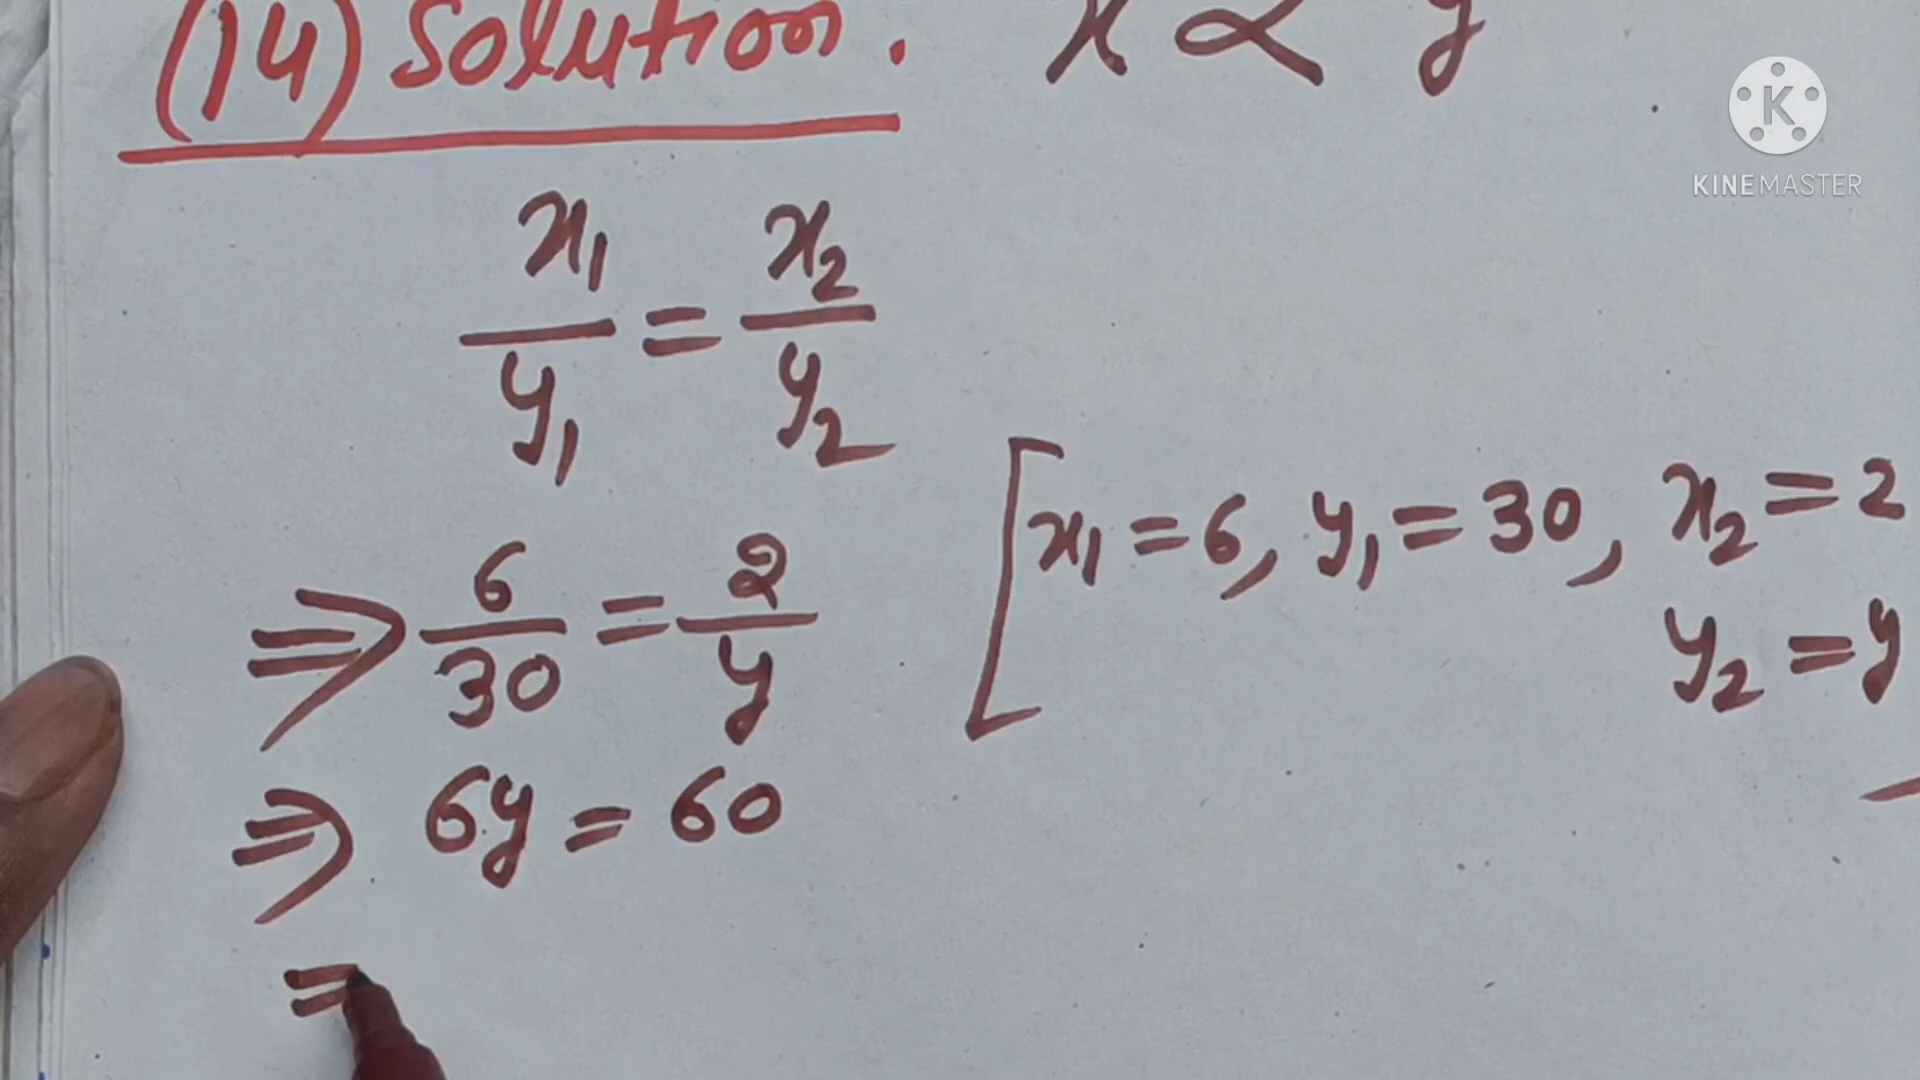 (14) Solution. x ∝ y
K
KINEMASTER
x₁/y₁ = x₂/y₂
[x₁ = 6, y₁ = 30, x₂ = 2
y₂ = y
⇒ 6/30 = 2/y
⇒ 6y = 60
=